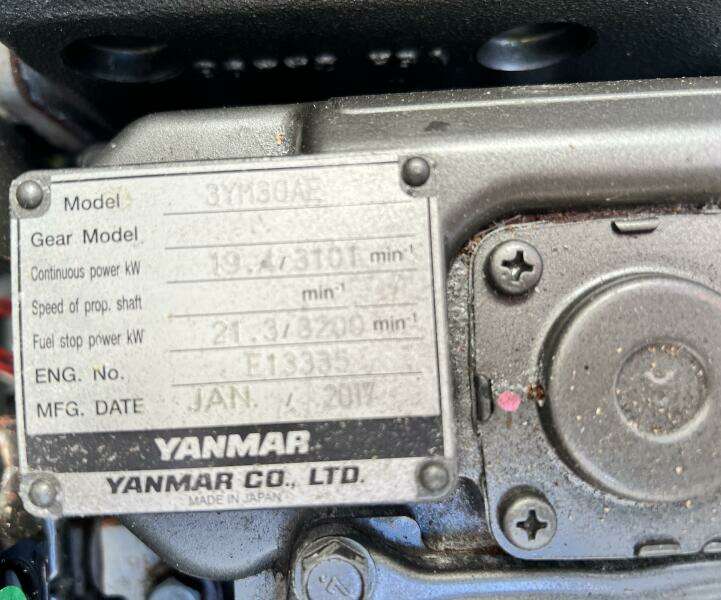 Model 3YM30AE
Gear Model
Continuous power kW 19.4/3101 min-1
Speed of prop. shaft min-1
Fuel stop power kW 21.3/3200 min-1
ENG. No. E13335
MFG. DATE JAN. / 2017
YANMAR
YANMAR CO., LTD.
MADE IN JAPAN